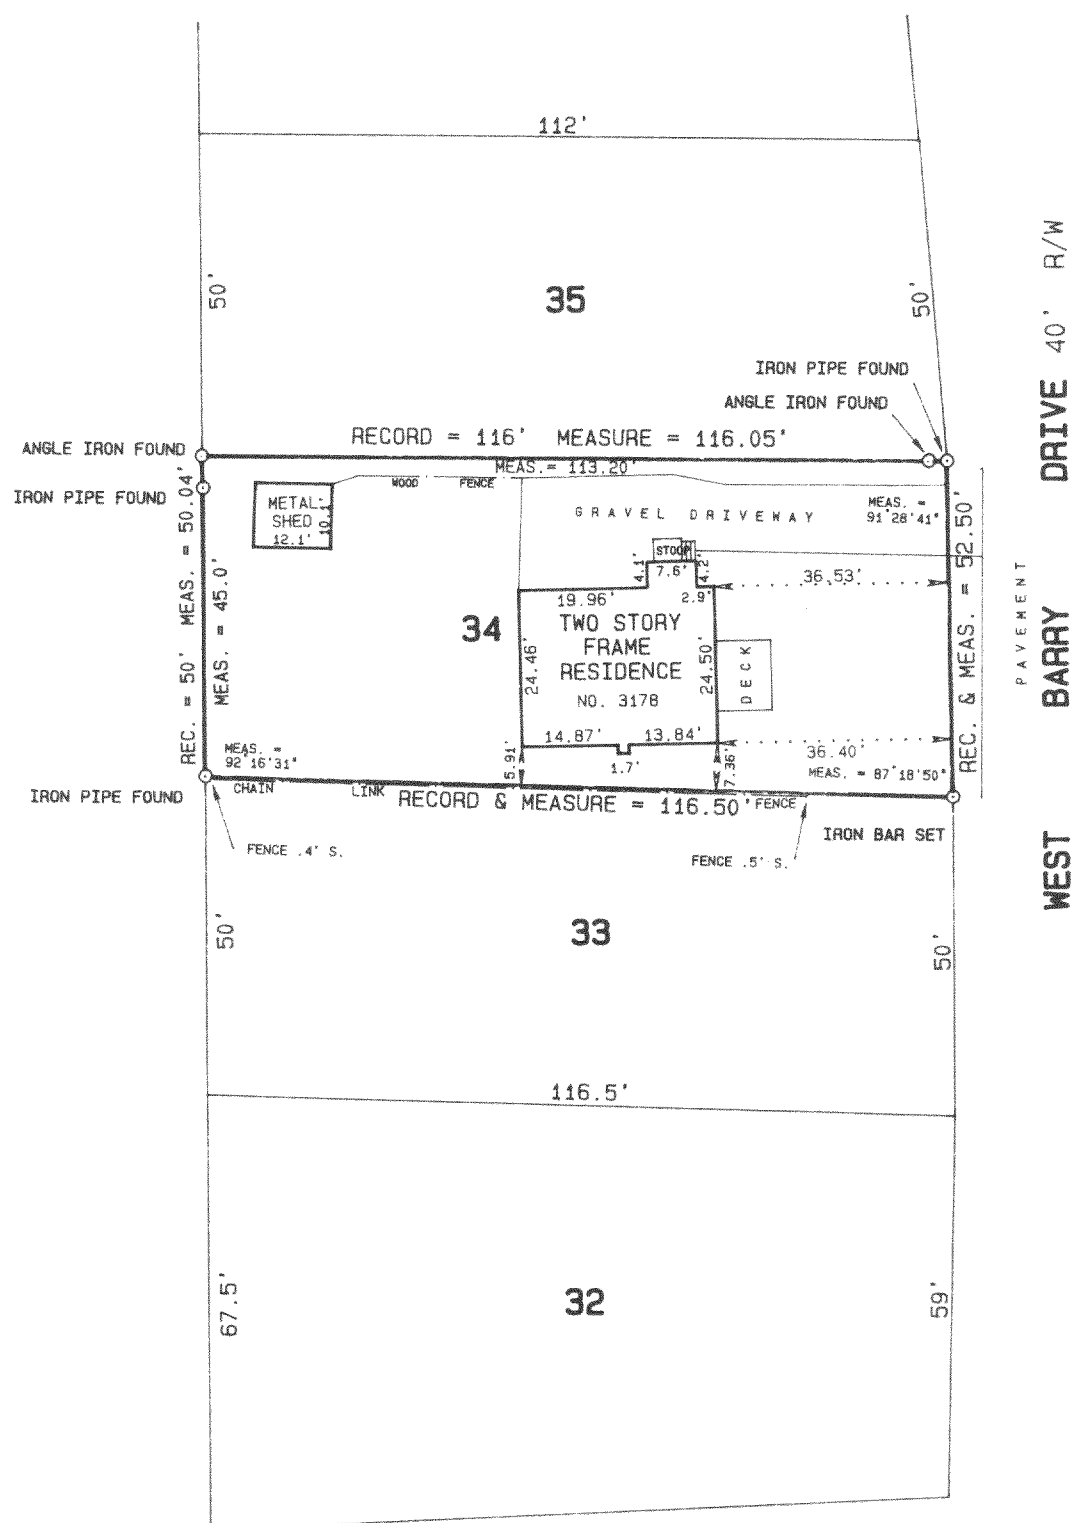 112'
50'
35
50'
WEST BARRY DRIVE 40' R/W
PAVEMENT
IRON PIPE FOUND
ANGLE IRON FOUND
RECORD = 116' MEASURE = 116.05'
MEAS. = 113.20'
ANGLE IRON FOUND
IRON PIPE FOUND
WOOD FENCE
METAL
SHED
12.1'
10.1'
GRAVEL DRIVEWAY
MEAS. =
91°28'41"
STOOP
7.6'
4.1'
4.2'
2.9'
19.96'
36.53'
34
TWO STORY
FRAME
RESIDENCE
NO. 3178
24.46'
24.50'
DECK
REC. = 50' MEAS. = 50.04'
MEAS. = 45.0'
REC. & MEAS. = 52.50'
14.87'
13.84'
1.7'
5.91'
7.36'
36.40'
MEAS. =
92°16'31"
MEAS. = 87°18'50"
IRON PIPE FOUND
CHAIN LINK FENCE
RECORD & MEASURE = 116.50'
IRON BAR SET
FENCE .4' S.
FENCE .5' S.
50'
33
50'
116.5'
67.5'
32
59'